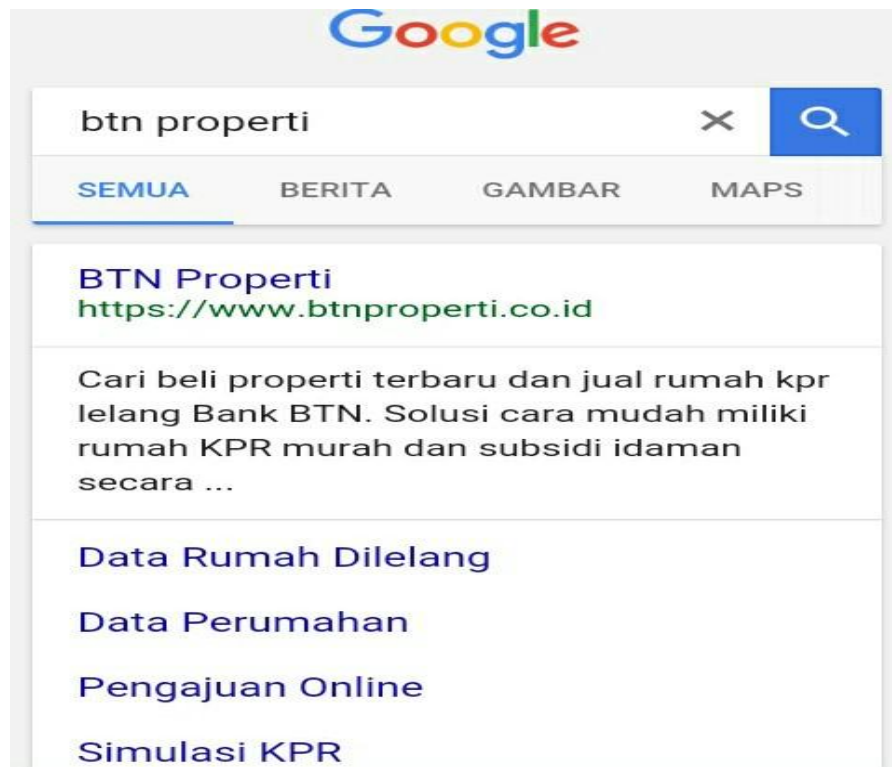 Google
btn properti
SEMUA BERITA GAMBAR MAPS
BTN Properti
https://www.btnproperti.co.id
Cari beli properti terbaru dan jual rumah kpr
lelang Bank BTN. Solusi cara mudah miliki
rumah KPR murah dan subsidi idaman
secara ...
Data Rumah Dilelang
Data Perumahan
Pengajuan Online
Simulasi KPR